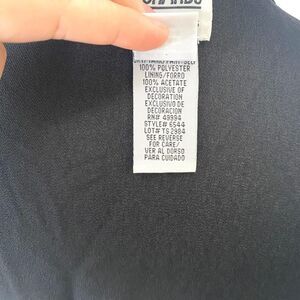 100% POLYESTER
LINING/FORRO
100% ACETATE
EXCLUSIVE OF
DECORATION
EXCLUSIVO DE
DECORACION
RN# 49994
STYLE# 6544
LOT# TS 2984
SEE REVERSE
FOR CARE/
VER AL DORSO
PARA CUIDADO